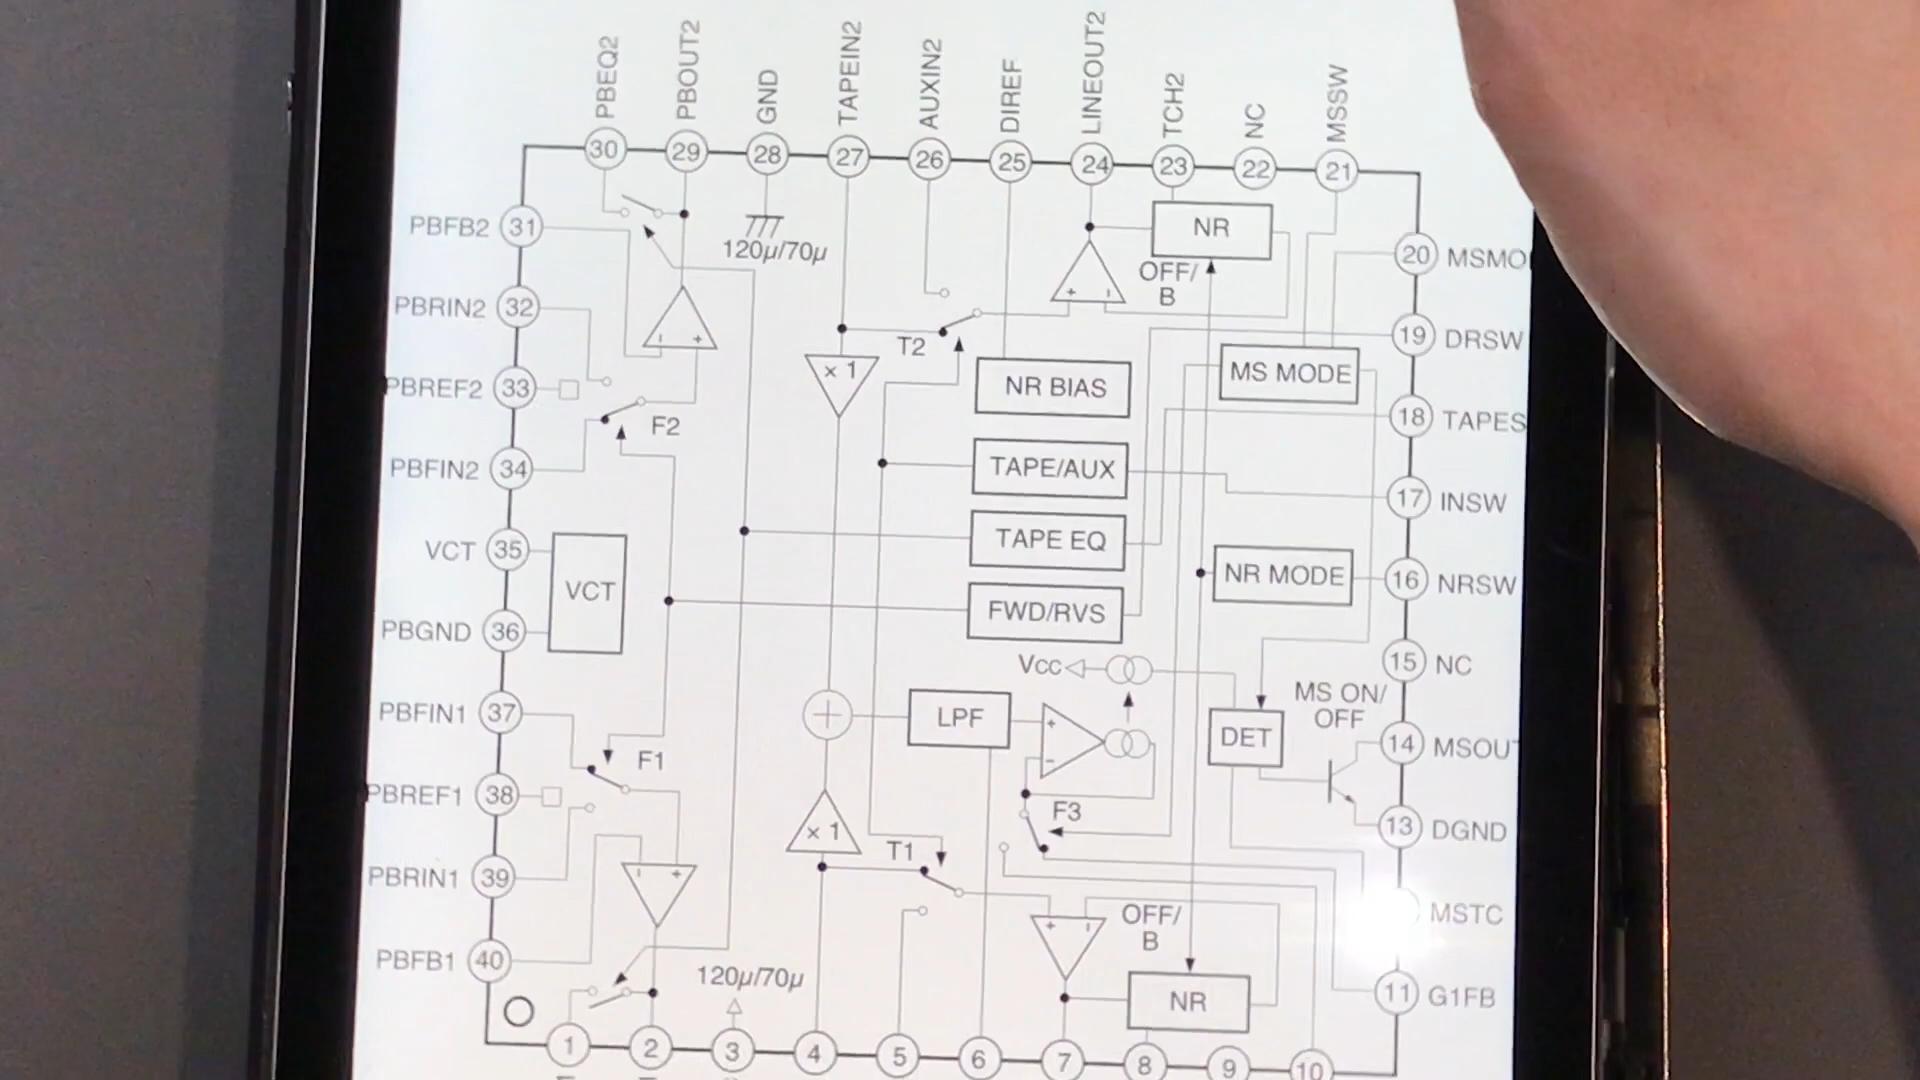 PBEQ2
PBOUT2
GND
TAPEIN2
AUXIN2
DIREF
LINEOUT2
TCH2
NC
MSSW
30
29
28
27
26
25
24
23
22
21
PBFB2
31
120μ/70μ
NR
OFF/
B
20
MSMO
PBRIN2
32
- +
+ -
T2
19
DRSW
× 1
NR BIAS
MS MODE
PBREF2
33
F2
18
TAPES
PBFIN2
34
TAPE/AUX
17
INSW
VCT
35
VCT
TAPE EQ
NR MODE
16
NRSW
FWD/RVS
PBGND
36
15
NC
Vcc
MS ON/
OFF
PBFIN1
37
+
LPF
+
-
DET
14
MSOUT
F1
PBREF1
38
× 1
F3
13
DGND
T1
PBRIN1
39
- +
+ -
OFF/
B
MSTC
PBFB1
40
120μ/70μ
NR
11
G1FB
1
2
3
4
5
6
7
8
9
10